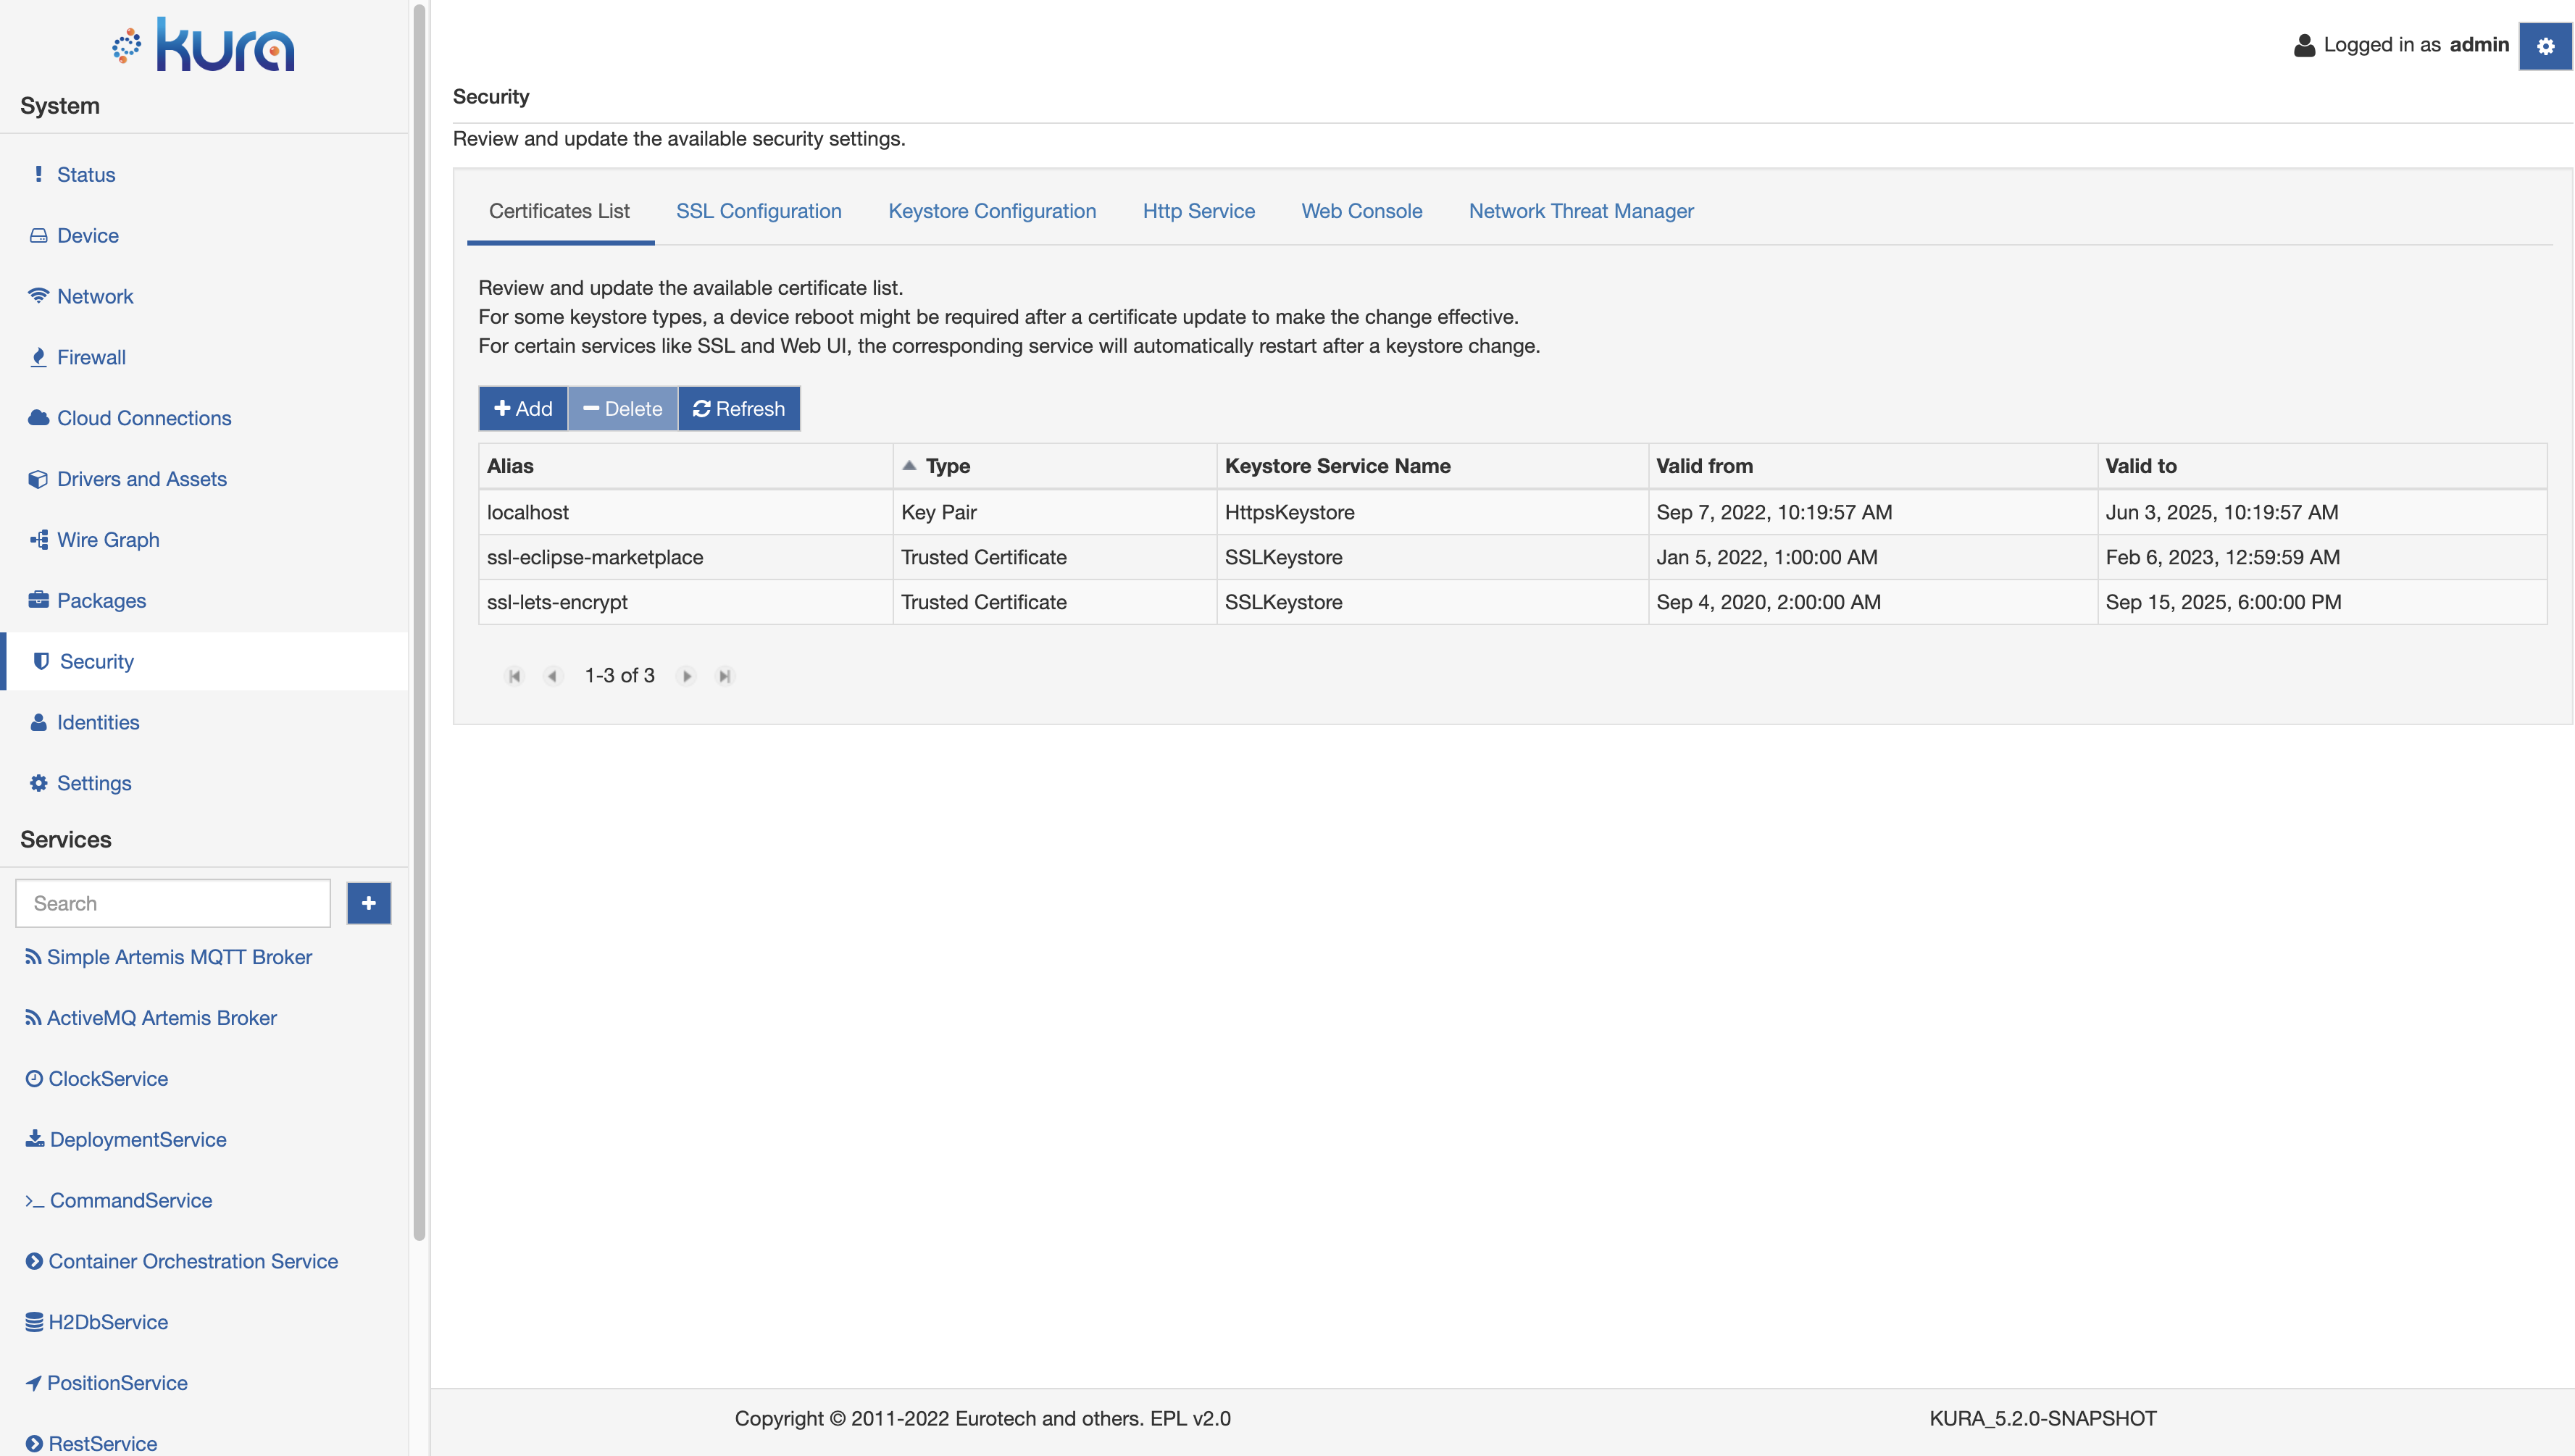 kura
System
Status
Device
Network
Firewall
Cloud Connections
Drivers and Assets
Wire Graph
Packages
Security
Identities
Settings
Services
Search
Simple Artemis MQTT Broker
ActiveMQ Artemis Broker
ClockService
DeploymentService
CommandService
Container Orchestration Service
H2DbService
PositionService
RestService
Logged in as admin
Security
Review and update the available security settings.
Certificates List SSL Configuration Keystore Configuration Http Service Web Console Network Threat Manager
Review and update the available certificate list.
For some keystore types, a device reboot might be required after a certificate update to make the change effective.
For certain services like SSL and Web UI, the corresponding service will automatically restart after a keystore change.
Add Delete Refresh
Alias Type Keystore Service Name Valid from Valid to
localhost Key Pair HttpsKeystore Sep 7, 2022, 10:19:57 AM Jun 3, 2025, 10:19:57 AM
ssl-eclipse-marketplace Trusted Certificate SSLKeystore Jan 5, 2022, 1:00:00 AM Feb 6, 2023, 12:59:59 AM
ssl-lets-encrypt Trusted Certificate SSLKeystore Sep 4, 2020, 2:00:00 AM Sep 15, 2025, 6:00:00 PM
1-3 of 3
Copyright © 2011-2022 Eurotech and others. EPL v2.0 KURA_5.2.0-SNAPSHOT